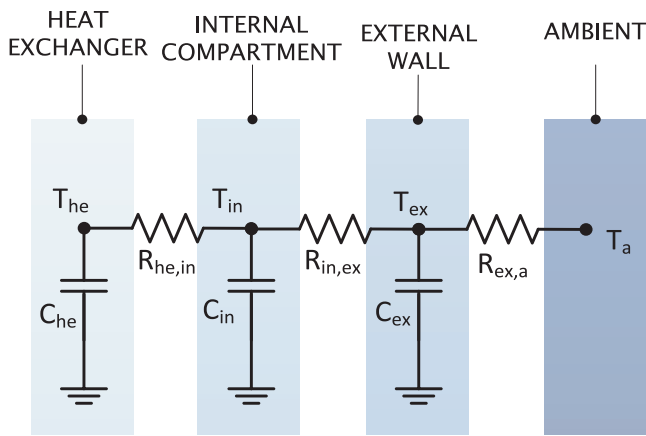 HEAT
EXCHANGER
INTERNAL
COMPARTMENT
EXTERNAL
WALL
AMBIENT
T_he
T_in
T_ex
T_a
R_he,in
R_in,ex
R_ex,a
C_he
C_in
C_ex